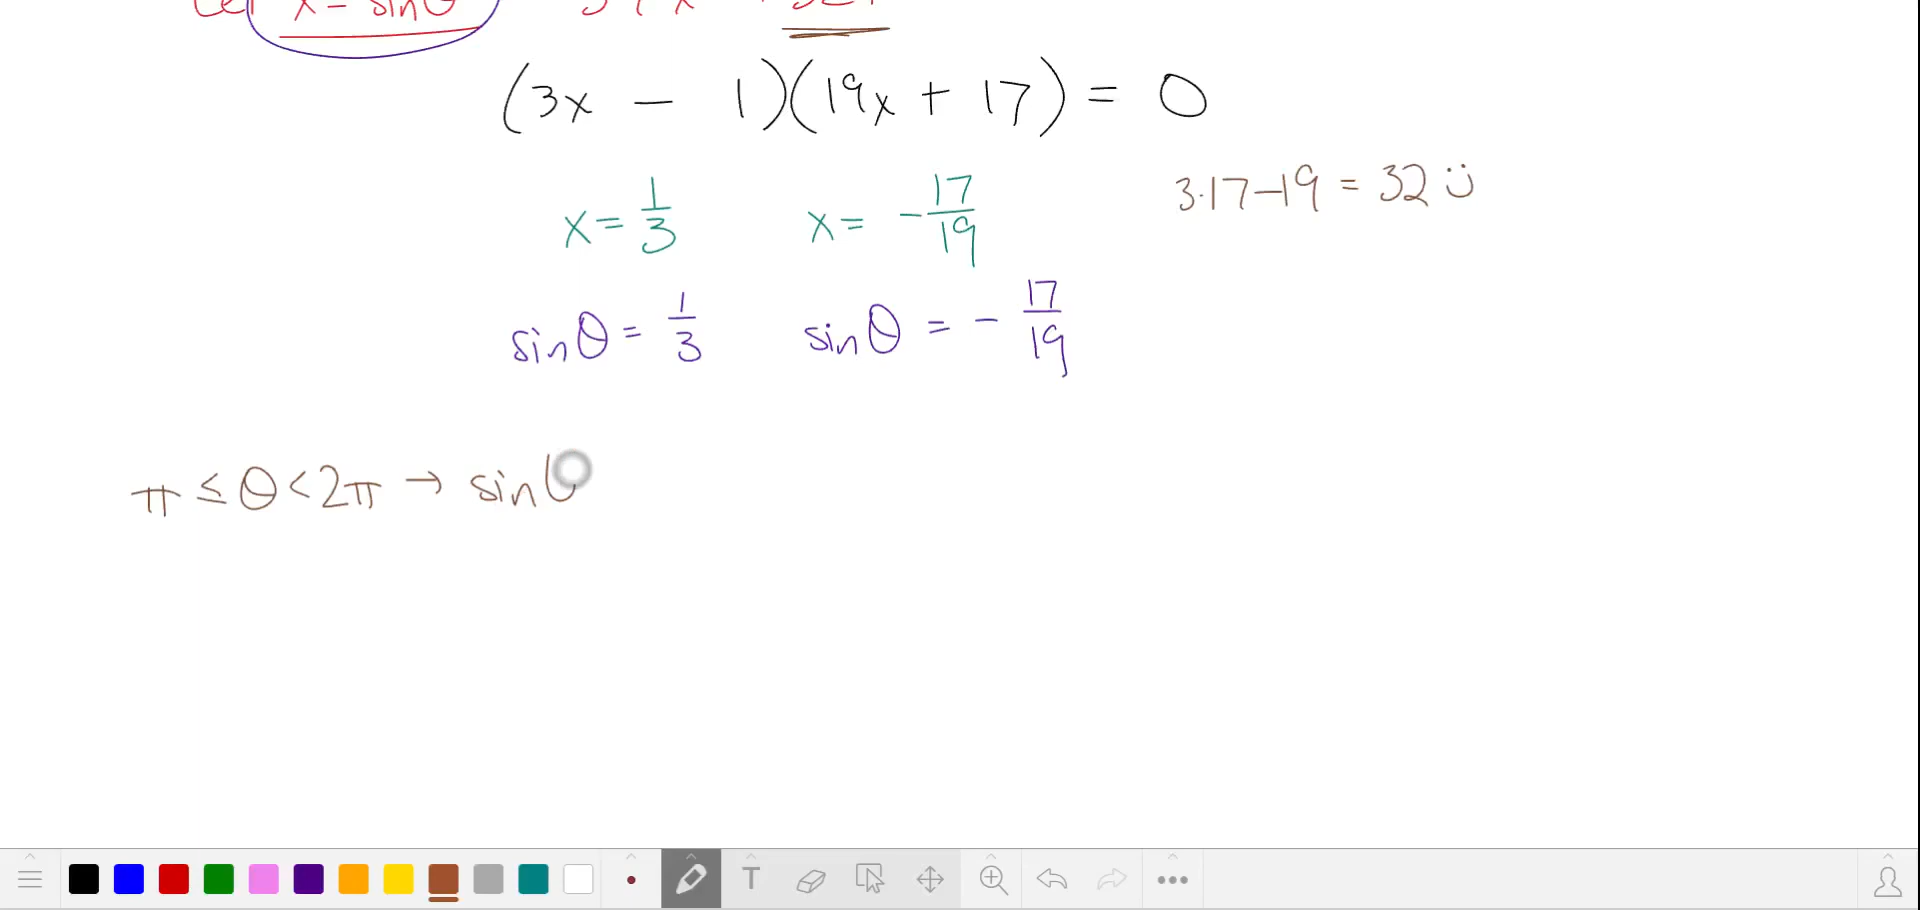 x = sinθ
(3x - 1)(19x + 17) = 0
x = 1/3 x = -17/19 3·17-19 = 32
sinθ = 1/3 sinθ = -17/19
π ≤ θ < 2π → sin
T